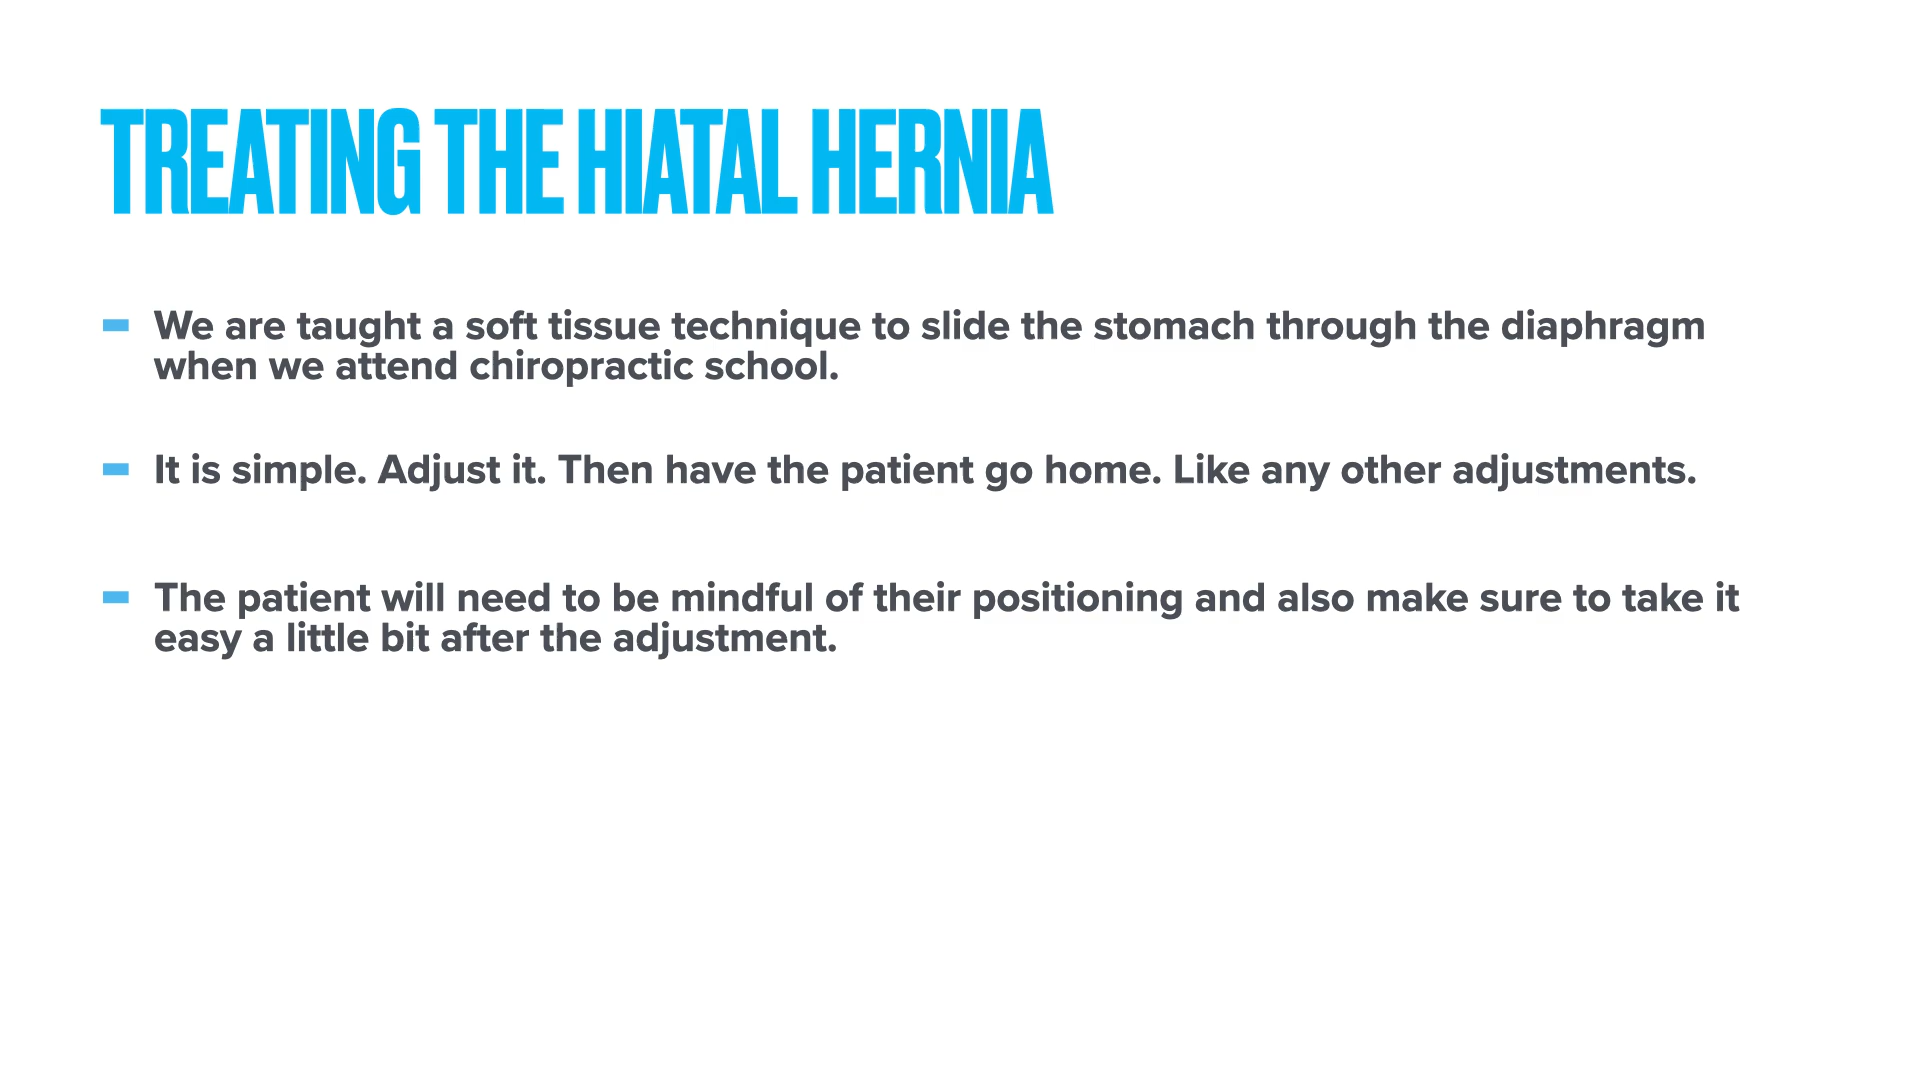 TREATING THE HIATAL HERNIA
We are taught a soft tissue technique to slide the stomach through the diaphragm
when we attend chiropractic school.
It is simple. Adjust it. Then have the patient go home. Like any other adjustments.
The patient will need to be mindful of their positioning and also make sure to take it
easy a little bit after the adjustment.